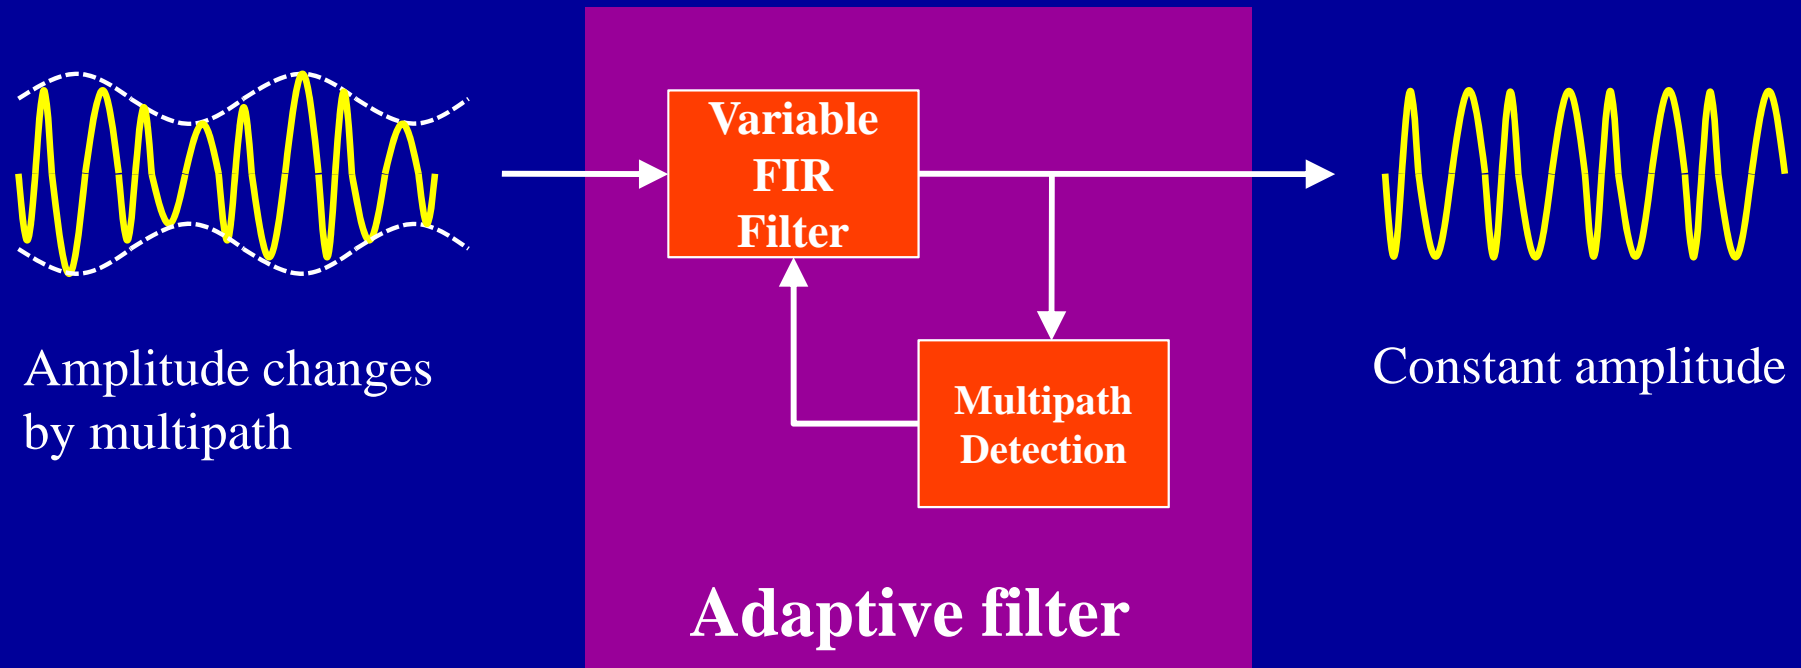 Variable
FIR
Filter
Amplitude changes
by multipath
Constant amplitude
Multipath
Detection
Adaptive filter